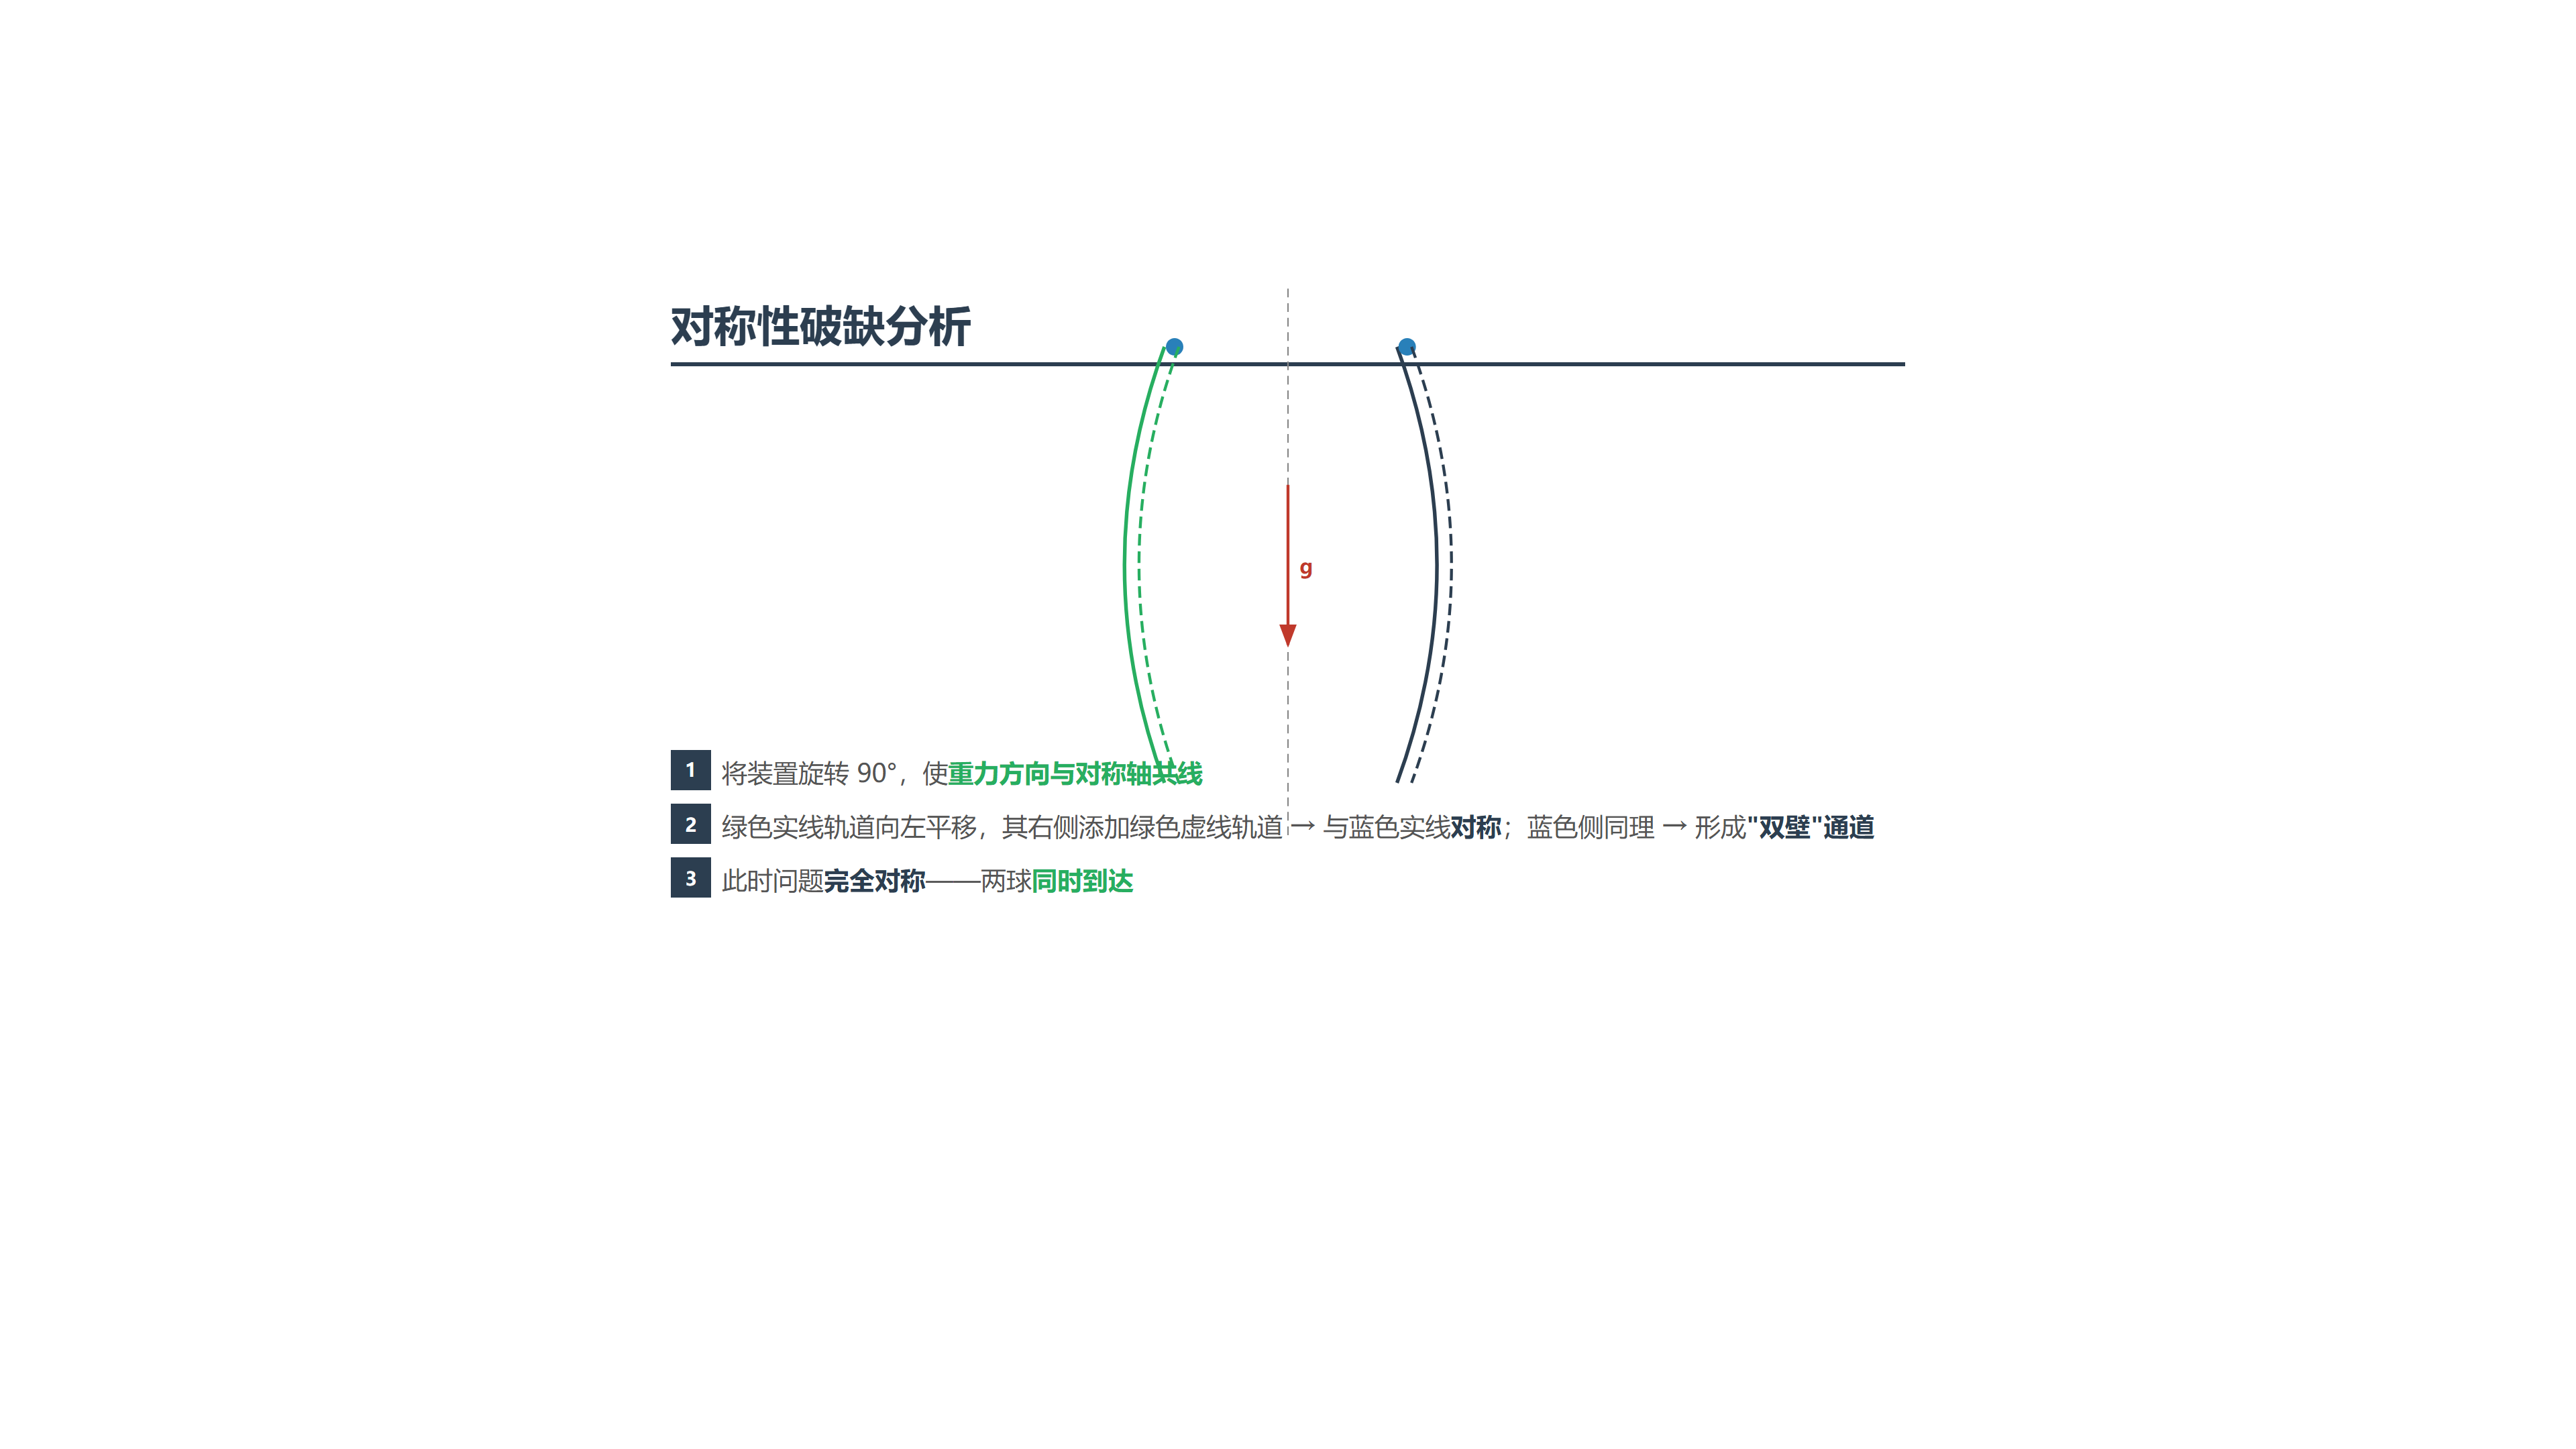 对称性破缺分析
g
1 将装置旋转 90°，使重力方向与对称轴共线
2 绿色实线轨道向左平移，其右侧添加绿色虚线轨道 → 与蓝色实线对称；蓝色侧同理 → 形成"双壁"通道
3 此时问题完全对称——两球同时到达